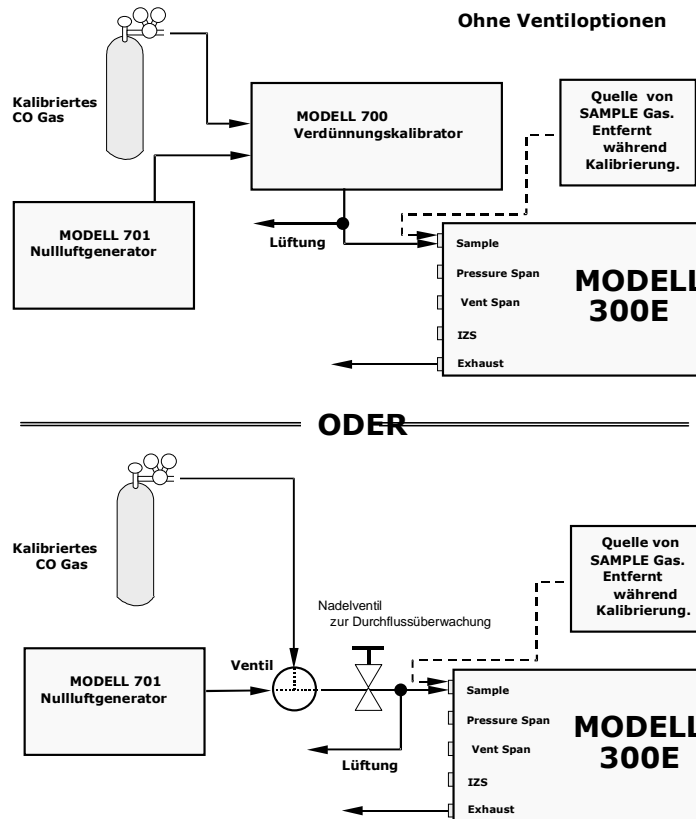 Ohne Ventiloptionen
Kalibriertes
CO Gas
MODELL 700
Verdünnungskalibrator
Quelle von
SAMPLE Gas.
Entfernt
während
Kalibrierung.
MODELL 701
Nullluftgenerator
Lüftung
Sample
Pressure Span
Vent Span
IZS
Exhaust
MODELL
300E
ODER
Kalibriertes
CO Gas
Quelle von
SAMPLE Gas.
Entfernt
während
Kalibrierung.
Nadelventil
zur Durchflussüberwachung
MODELL 701
Nullluftgenerator
Ventil
Lüftung
Sample
Pressure Span
Vent Span
IZS
Exhaust
MODELL
300E